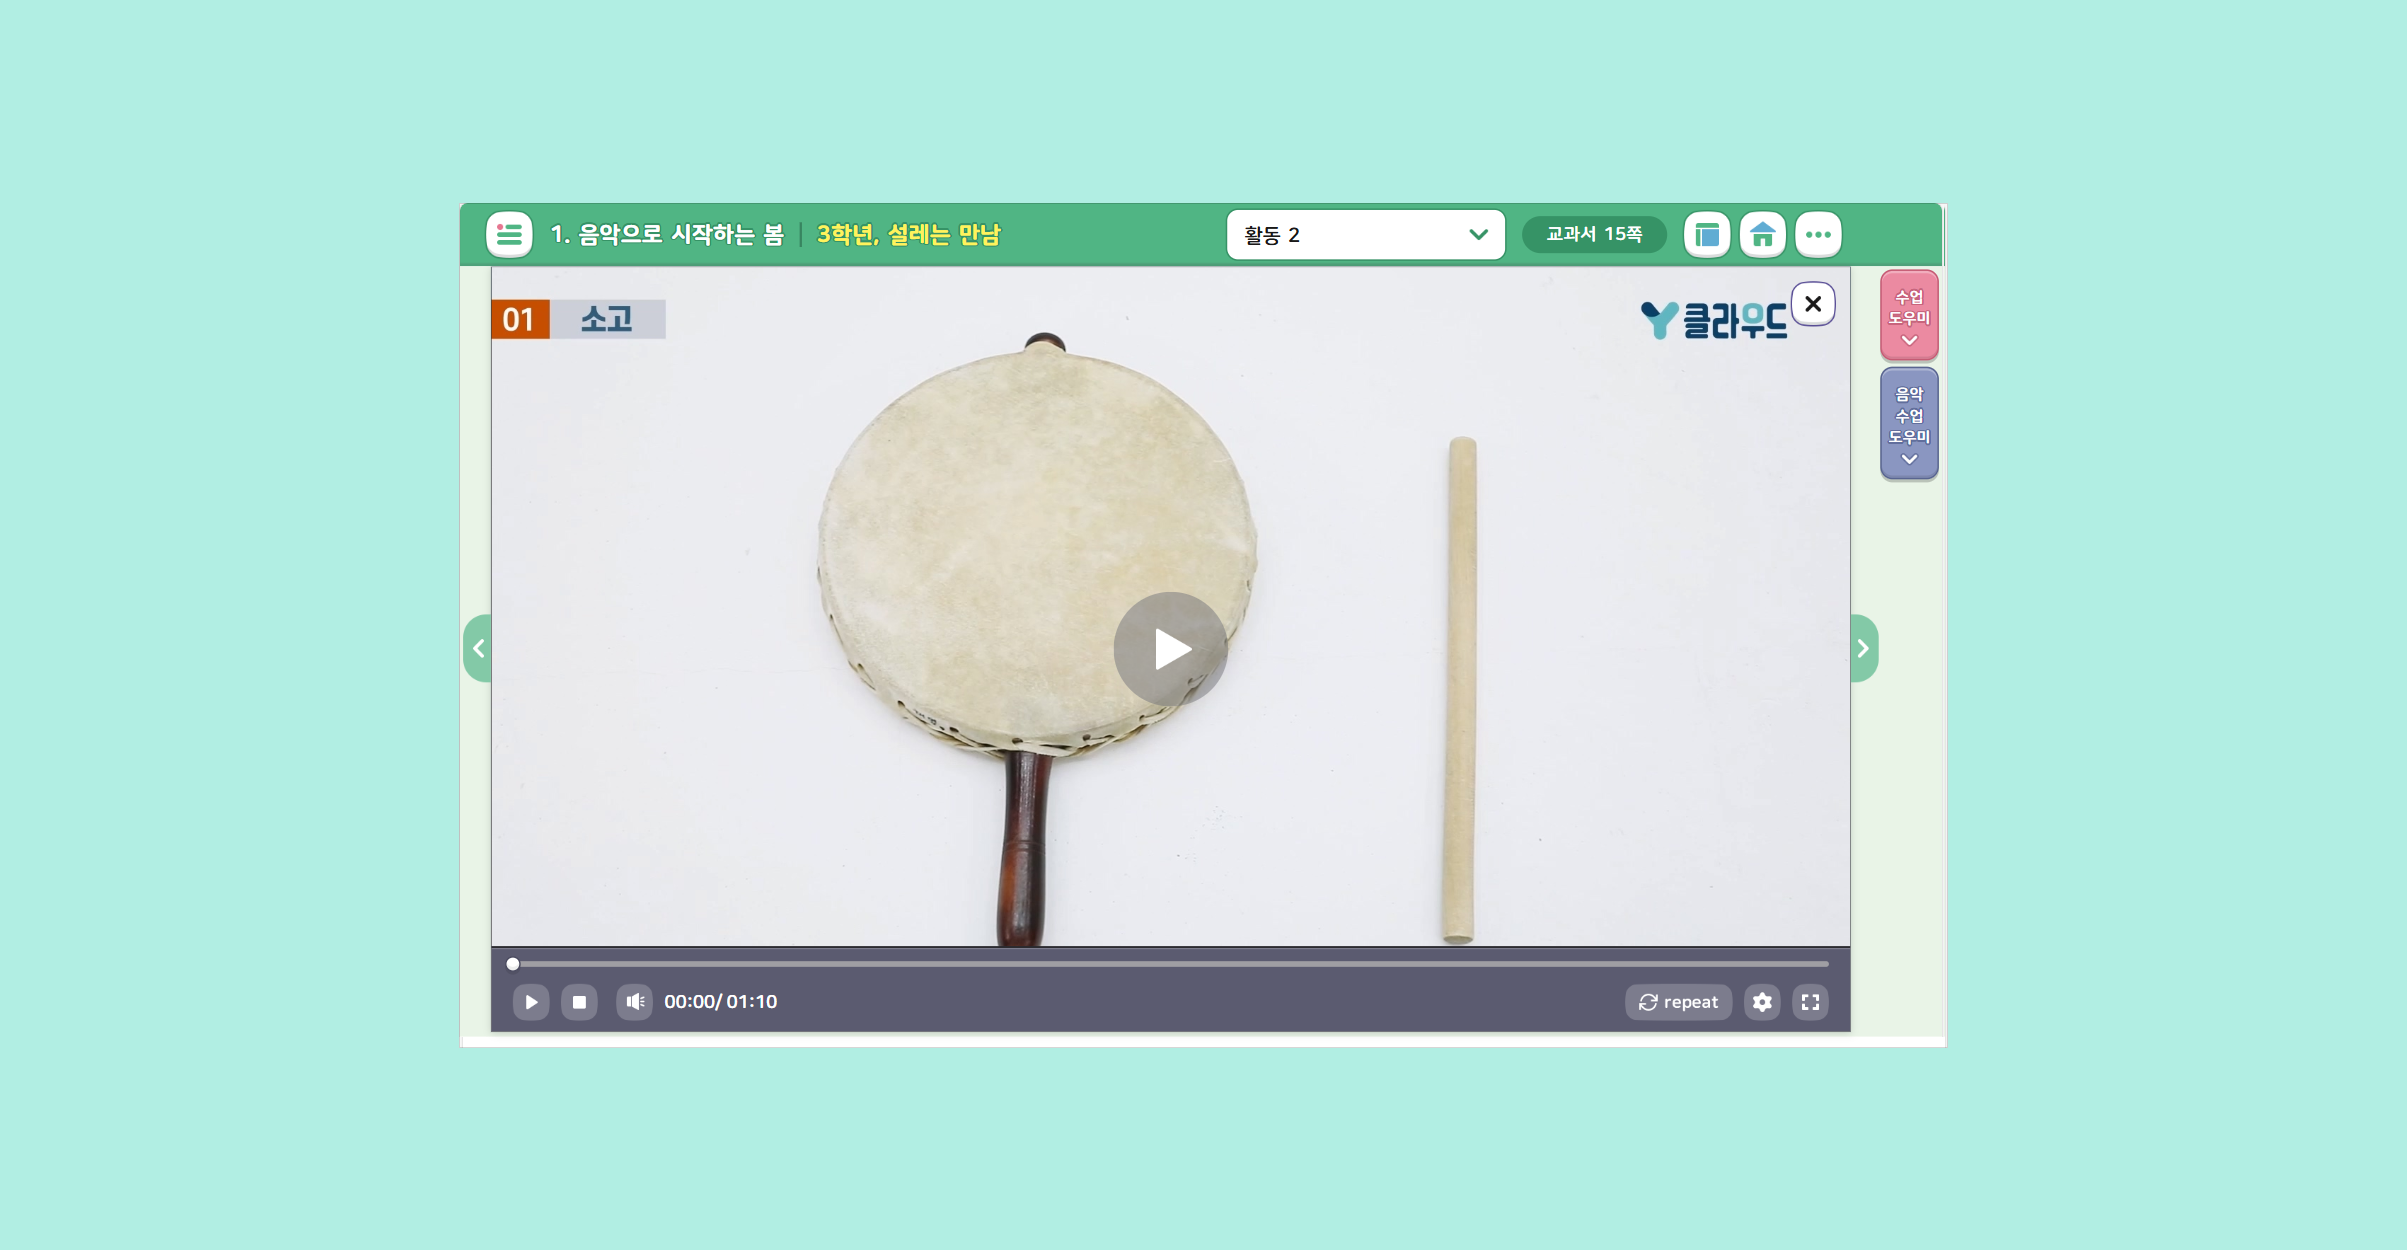 1. 음악으로 시작하는 봄 | 3학년, 설레는 만남
활동 2
교과서 15쪽
01 소고
클라우드
수업
도우미
음악
수업
도우미
00:00/ 01:10
repeat